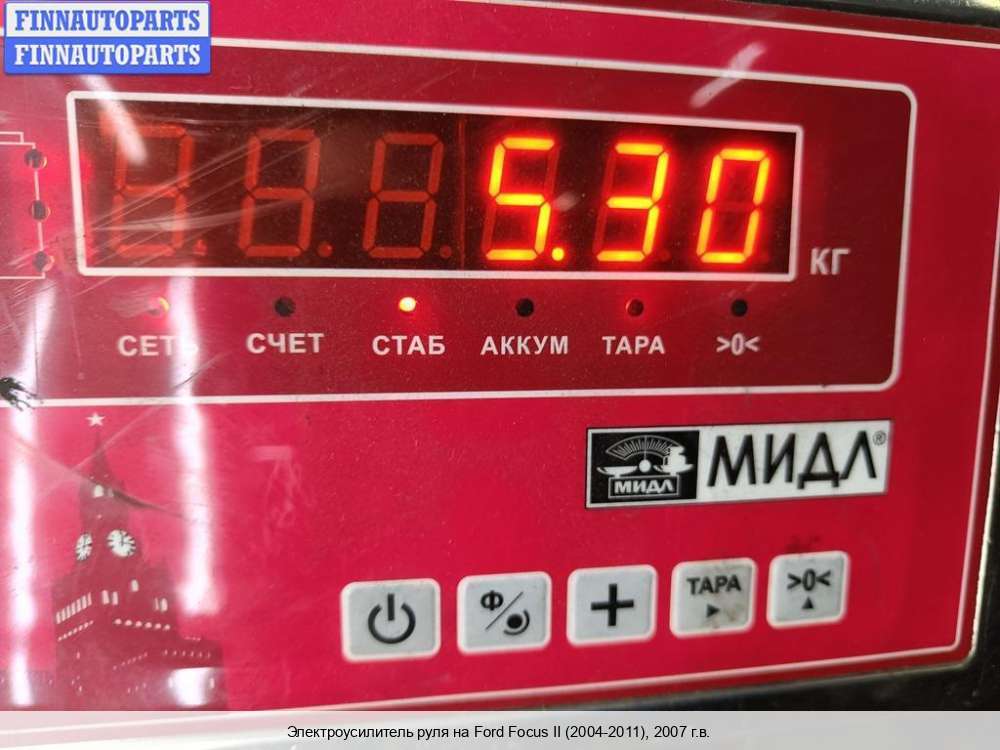 FINNAUTOPARTS
FINNAUTOPARTS
5.30 КГ
СЕТЬ СЧЕТ СТАБ АККУМ ТАРА >0<
МИДЛ МИДЛ®
Ф ТАРА >0<
Электроусилитель руля на Ford Focus II (2004-2011), 2007 г.в.